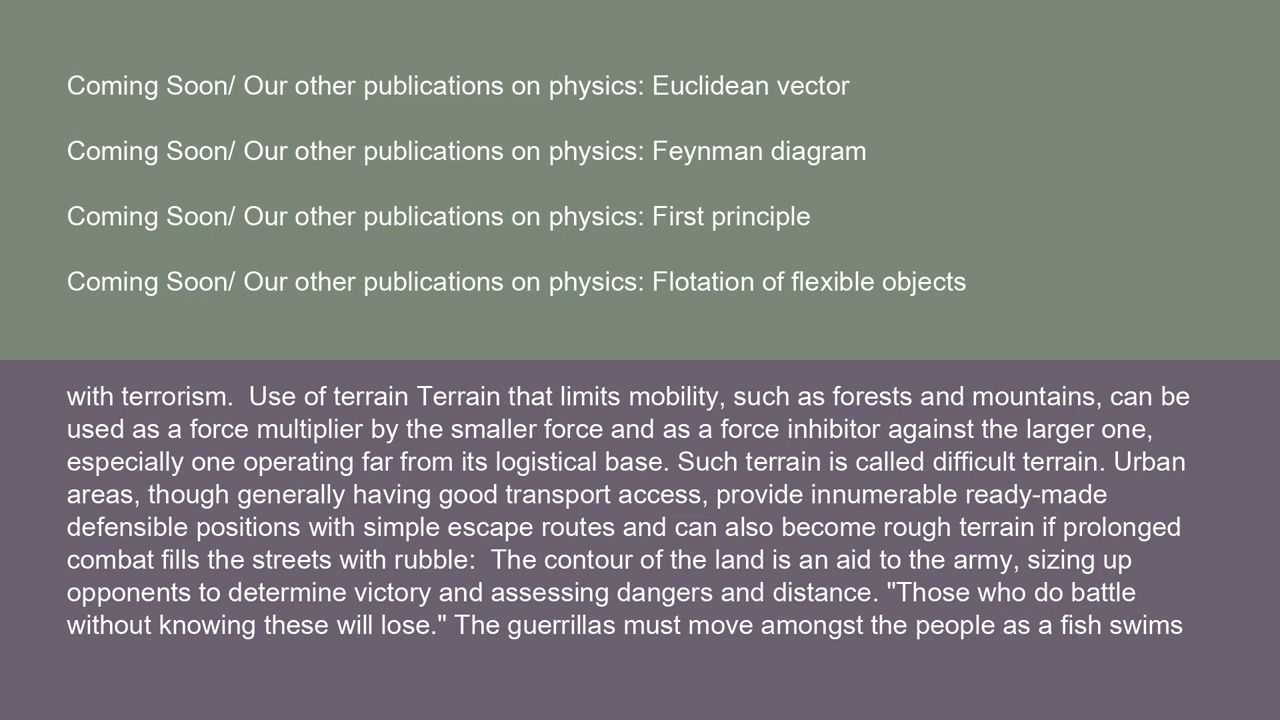 Coming Soon/ Our other publications on physics: Euclidean vector
Coming Soon/ Our other publications on physics: Feynman diagram
Coming Soon/ Our other publications on physics: First principle
Coming Soon/ Our other publications on physics: Flotation of flexible objects
with terrorism.  Use of terrain Terrain that limits mobility, such as forests and mountains, can be
used as a force multiplier by the smaller force and as a force inhibitor against the larger one,
especially one operating far from its logistical base. Such terrain is called difficult terrain. Urban
areas, though generally having good transport access, provide innumerable ready-made
defensible positions with simple escape routes and can also become rough terrain if prolonged
combat fills the streets with rubble:  The contour of the land is an aid to the army, sizing up
opponents to determine victory and assessing dangers and distance. "Those who do battle
without knowing these will lose." The guerrillas must move amongst the people as a fish swims